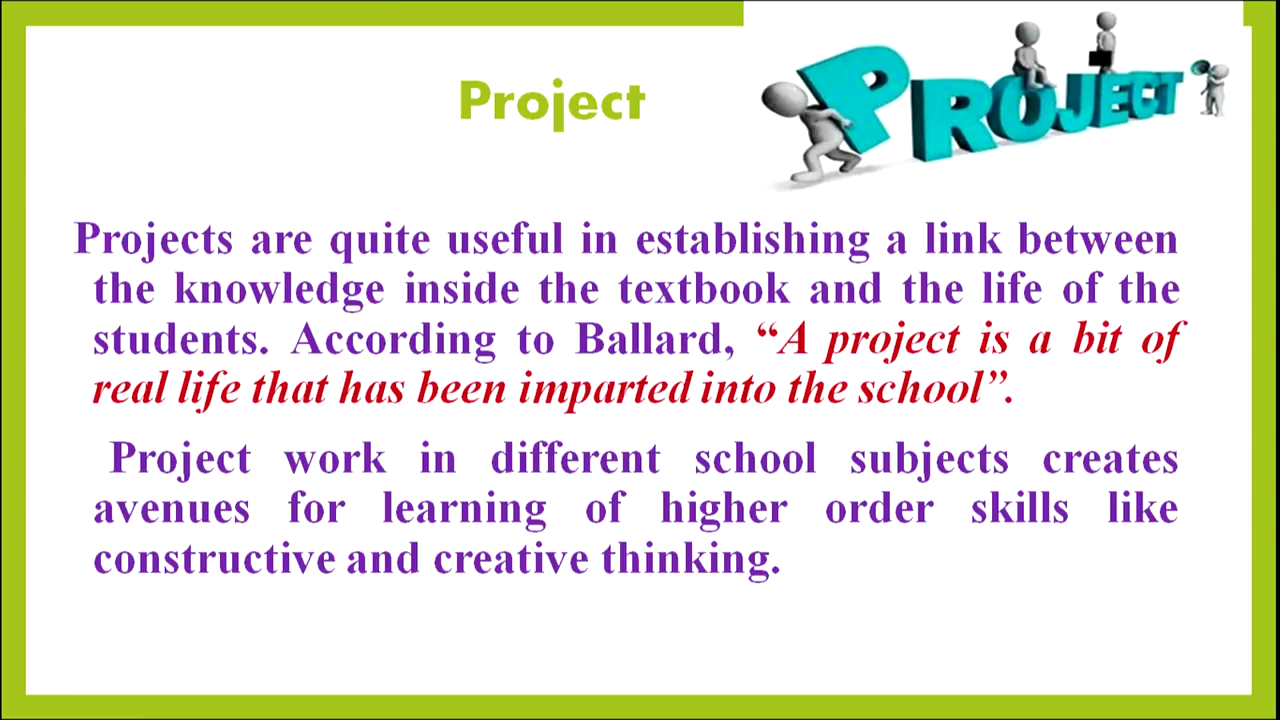 PROJECT
Project
Projects are quite useful in establishing a link between
the knowledge inside the textbook and the life of the
students. According to Ballard, “A project is a bit of
real life that has been imparted into the school”.
Project work in different school subjects creates
avenues for learning of higher order skills like
constructive and creative thinking.